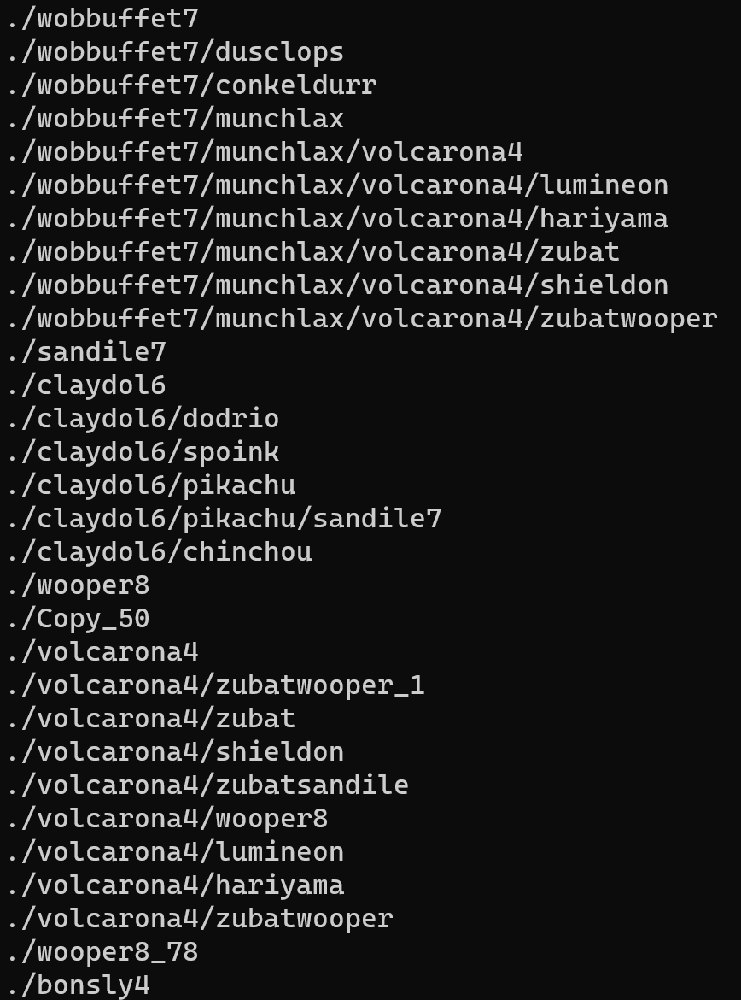 ./wobbuffet7
./wobbuffet7/dusclops
./wobbuffet7/conkeldurr
./wobbuffet7/munchlax
./wobbuffet7/munchlax/volcarona4
./wobbuffet7/munchlax/volcarona4/lumineon
./wobbuffet7/munchlax/volcarona4/hariyama
./wobbuffet7/munchlax/volcarona4/zubat
./wobbuffet7/munchlax/volcarona4/shieldon
./wobbuffet7/munchlax/volcarona4/zubatwooper
./sandile7
./claydol6
./claydol6/dodrio
./claydol6/spoink
./claydol6/pikachu
./claydol6/pikachu/sandile7
./claydol6/chinchou
./wooper8
./Copy_50
./volcarona4
./volcarona4/zubatwooper_1
./volcarona4/zubat
./volcarona4/shieldon
./volcarona4/zubatsandile
./volcarona4/wooper8
./volcarona4/lumineon
./volcarona4/hariyama
./volcarona4/zubatwooper
./wooper8_78
./bonsly4